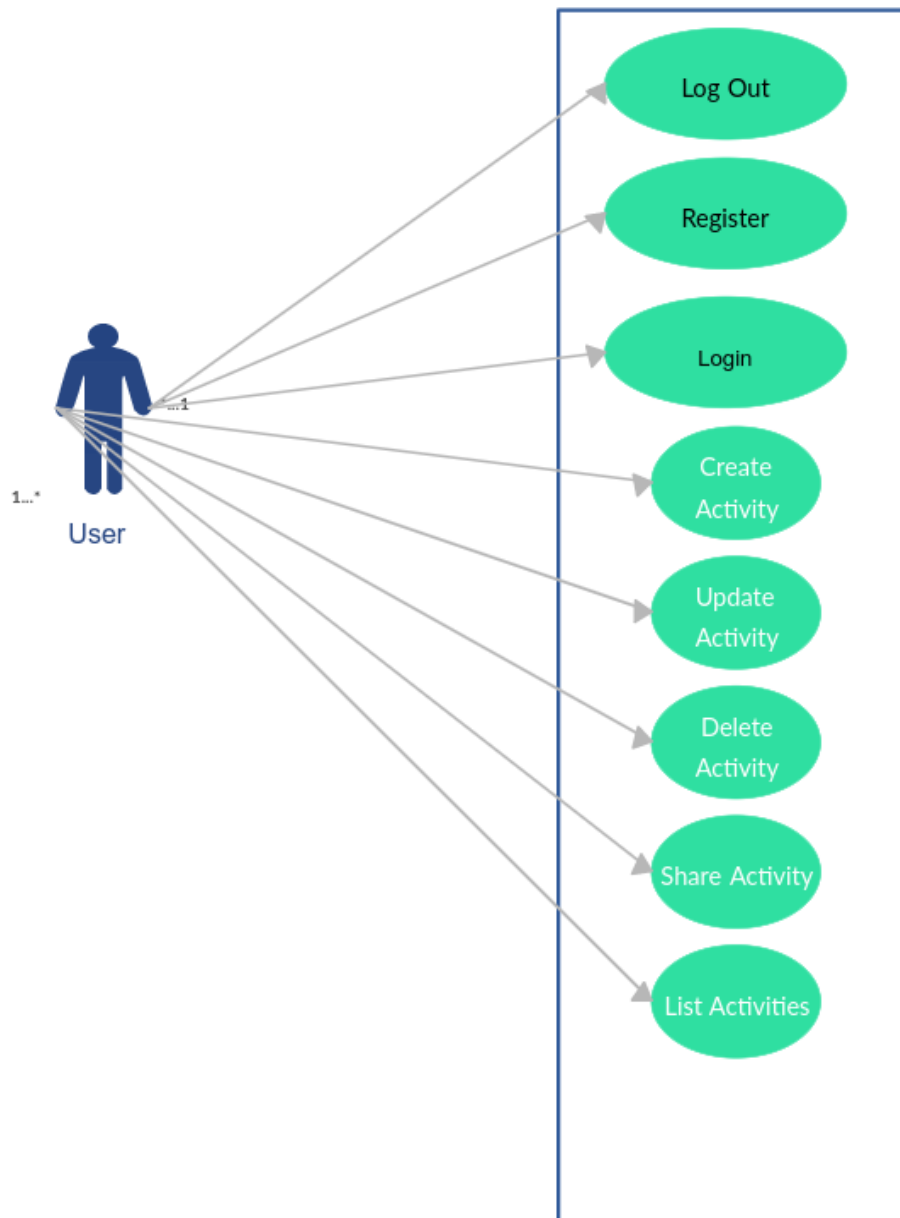 Log Out
Register
Login
...1
Create
Activity
1...*
User
Update
Activity
Delete
Activity
Share Activity
List Activities